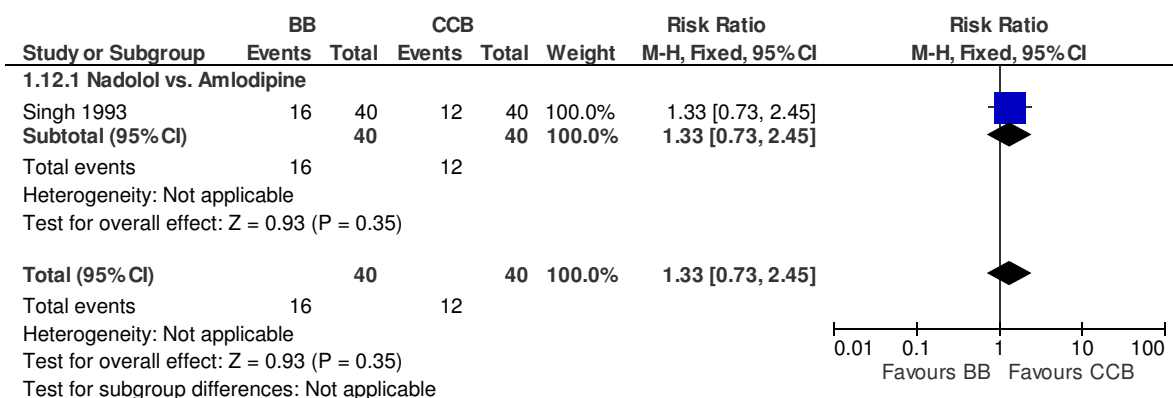 BB CCB Risk Ratio Risk Ratio
Study or Subgroup Events Total Events Total Weight M-H, Fixed, 95% CI M-H, Fixed, 95% CI
1.12.1 Nadolol vs. Amlodipine
Singh 1993 16 40 12 40 100.0% 1.33 [0.73, 2.45]
Subtotal (95% CI) 40 40 100.0% 1.33 [0.73, 2.45]
Total events 16 12
Heterogeneity: Not applicable
Test for overall effect: Z = 0.93 (P = 0.35)
Total (95% CI) 40 40 100.0% 1.33 [0.73, 2.45]
Total events 16 12
Heterogeneity: Not applicable
Test for overall effect: Z = 0.93 (P = 0.35)
Test for subgroup differences: Not applicable
0.01 0.1 1 10 100
Favours BB Favours CCB